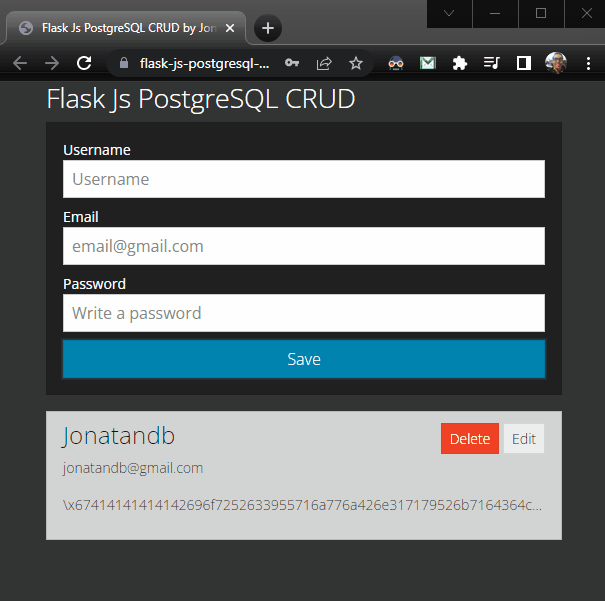 Flask Js PostgreSQL CRUD by Jon
flask-js-postgresql-...
Flask Js PostgreSQL CRUD
Username
Username
Email
email@gmail.com
Password
Write a password
Save
Jonatandb
Delete
Edit
jonatandb@gmail.com
\x67414141414142696f7252633955716a776a426e317179526b7164364c...